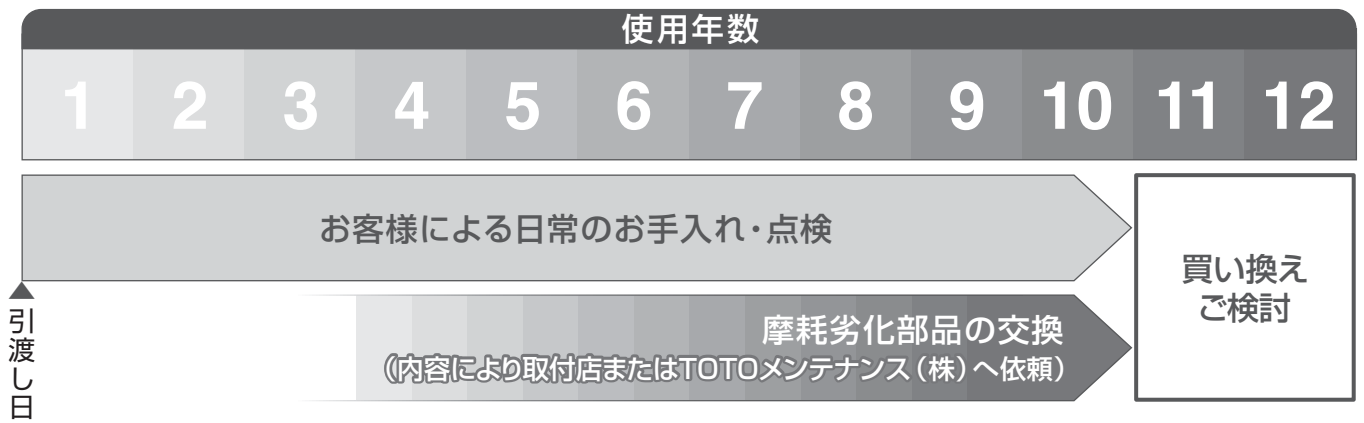 使用年数
1 2 3 4 5 6 7 8 9 10 11 12
お客様による日常のお手入れ・点検
買い換え
ご検討
摩耗劣化部品の交換
（内容により取付店またはTOTOメンテナンス（株）へ依頼）
引渡し日